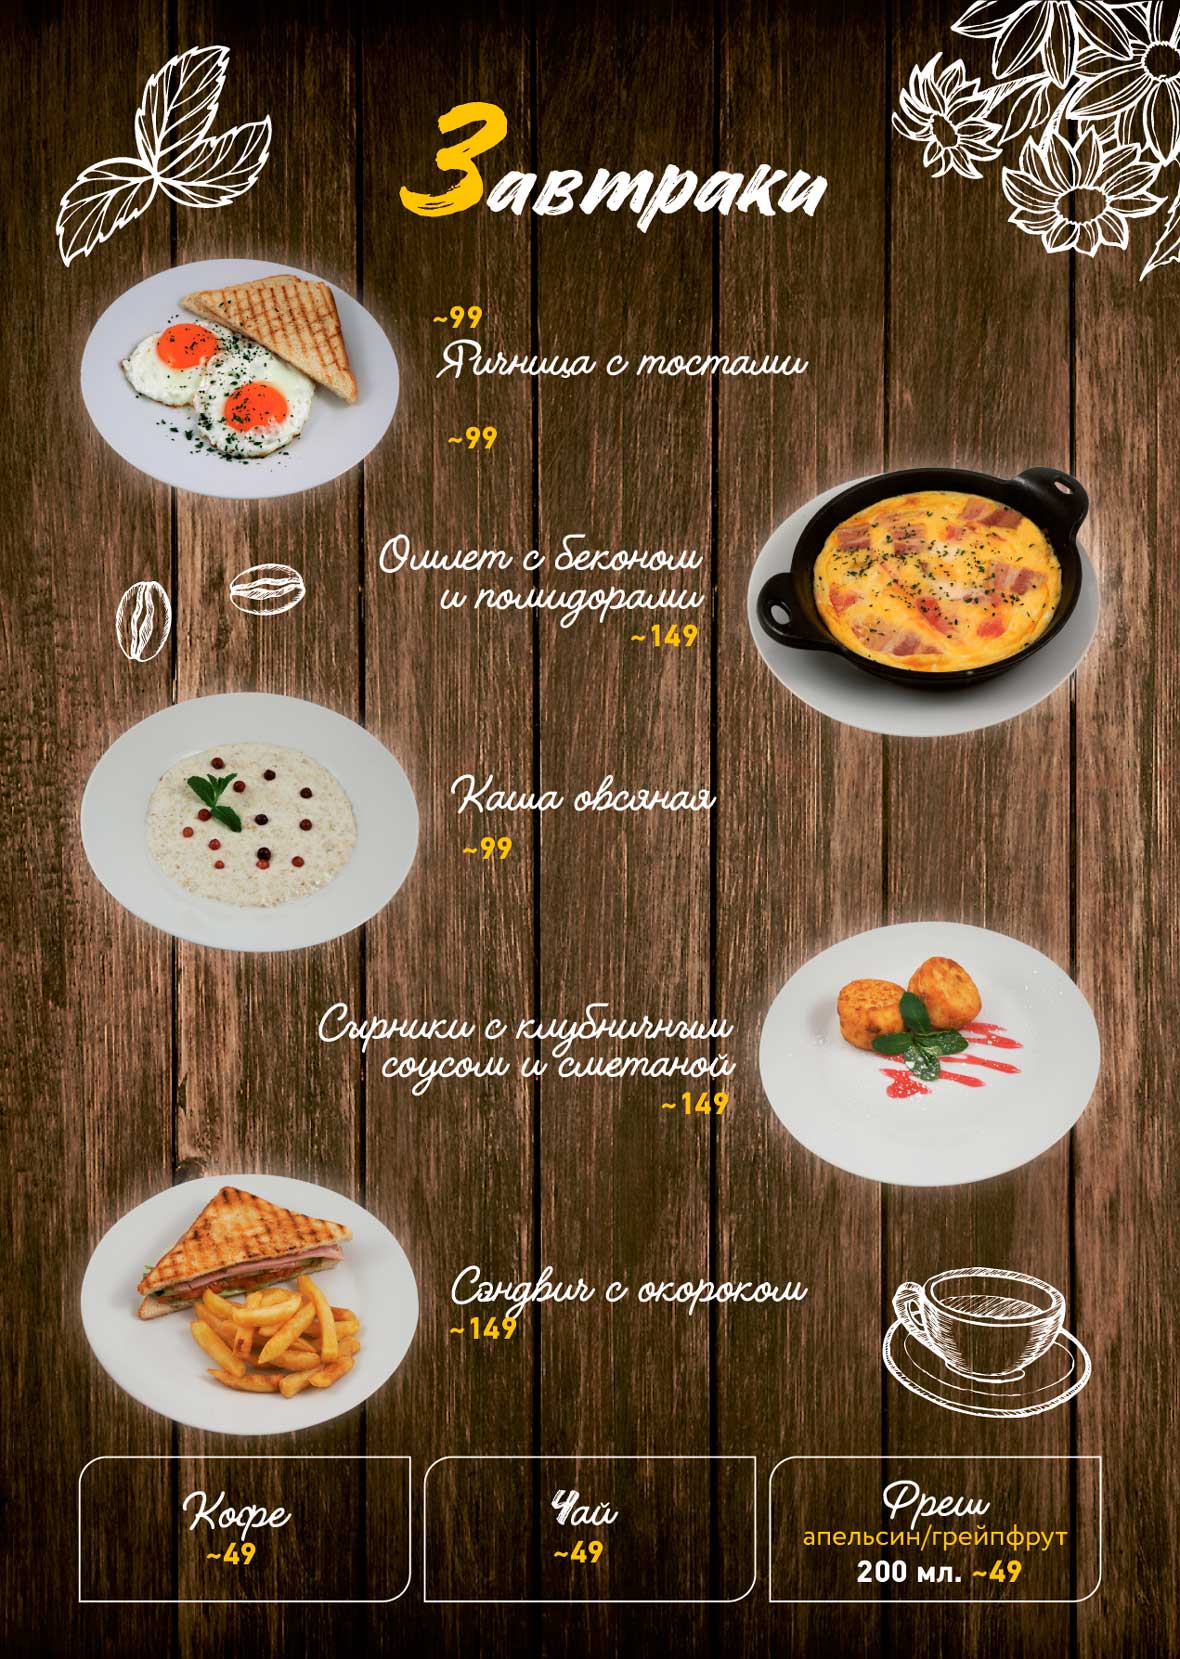 Завтраки
~99
Яичница с тостами
~99
Омлет с беконом
и помидорами
~149
Каша овсяная
~99
Сырники с клубничным
соусом и сметаной
~149
Сэндвич с окороком
~149
Кофе
~49
Чай
~49
Фреш
апельсин/грейпфрут
200 мл. ~49